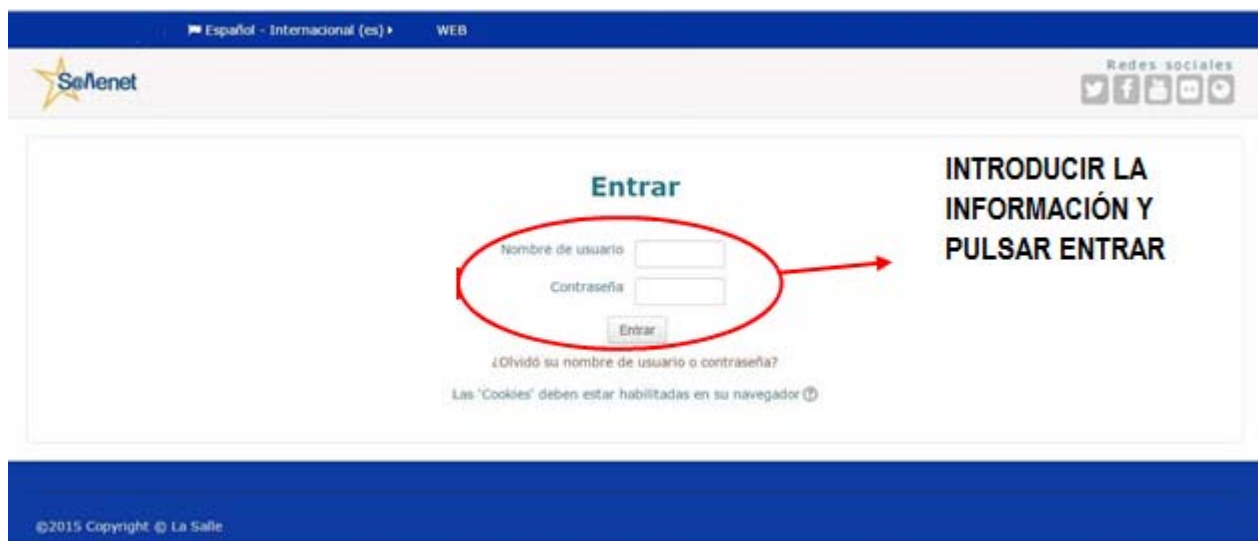 Español - Internacional (es)
WEB
Sallenet
Redes sociales
Entrar
INTRODUCIR LA
INFORMACIÓN Y
PULSAR ENTRAR
Nombre de usuario
Contraseña
Entrar
¿Olvidó su nombre de usuario o contraseña?
Las 'Cookies' deben estar habilitadas en su navegador
©2015 Copyright © La Salle